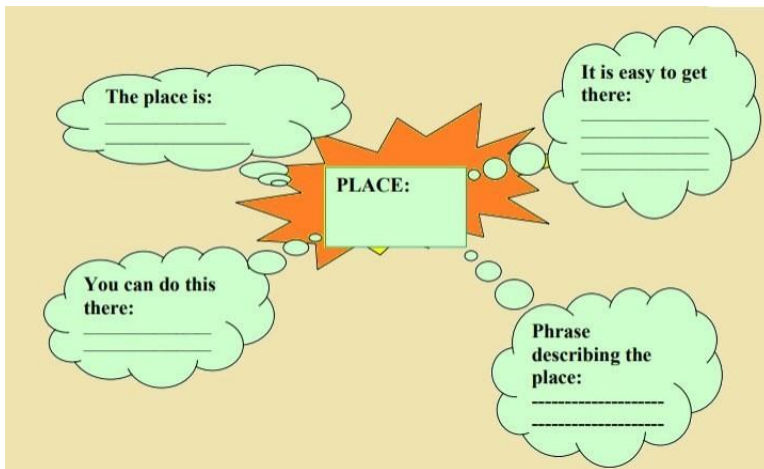 The place is:
It is easy to get
there:
PLACE:
You can do this
there:
Phrase
describing the
place: